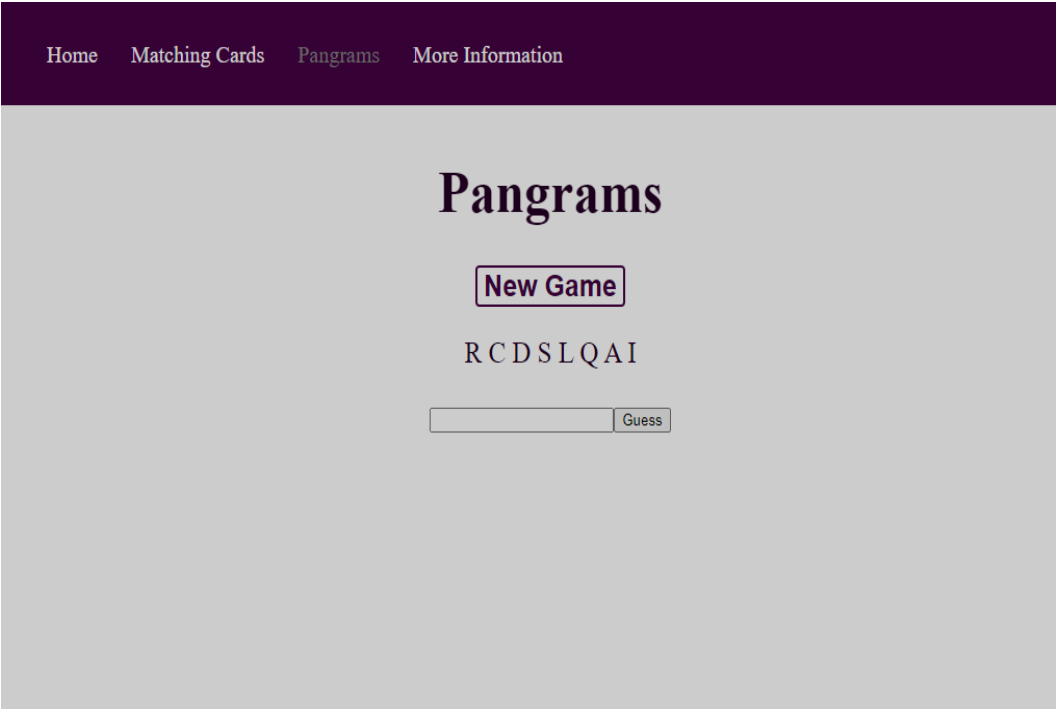 Home Matching Cards Pangrams More Information
Pangrams
New Game
R C D S L Q A I
Guess